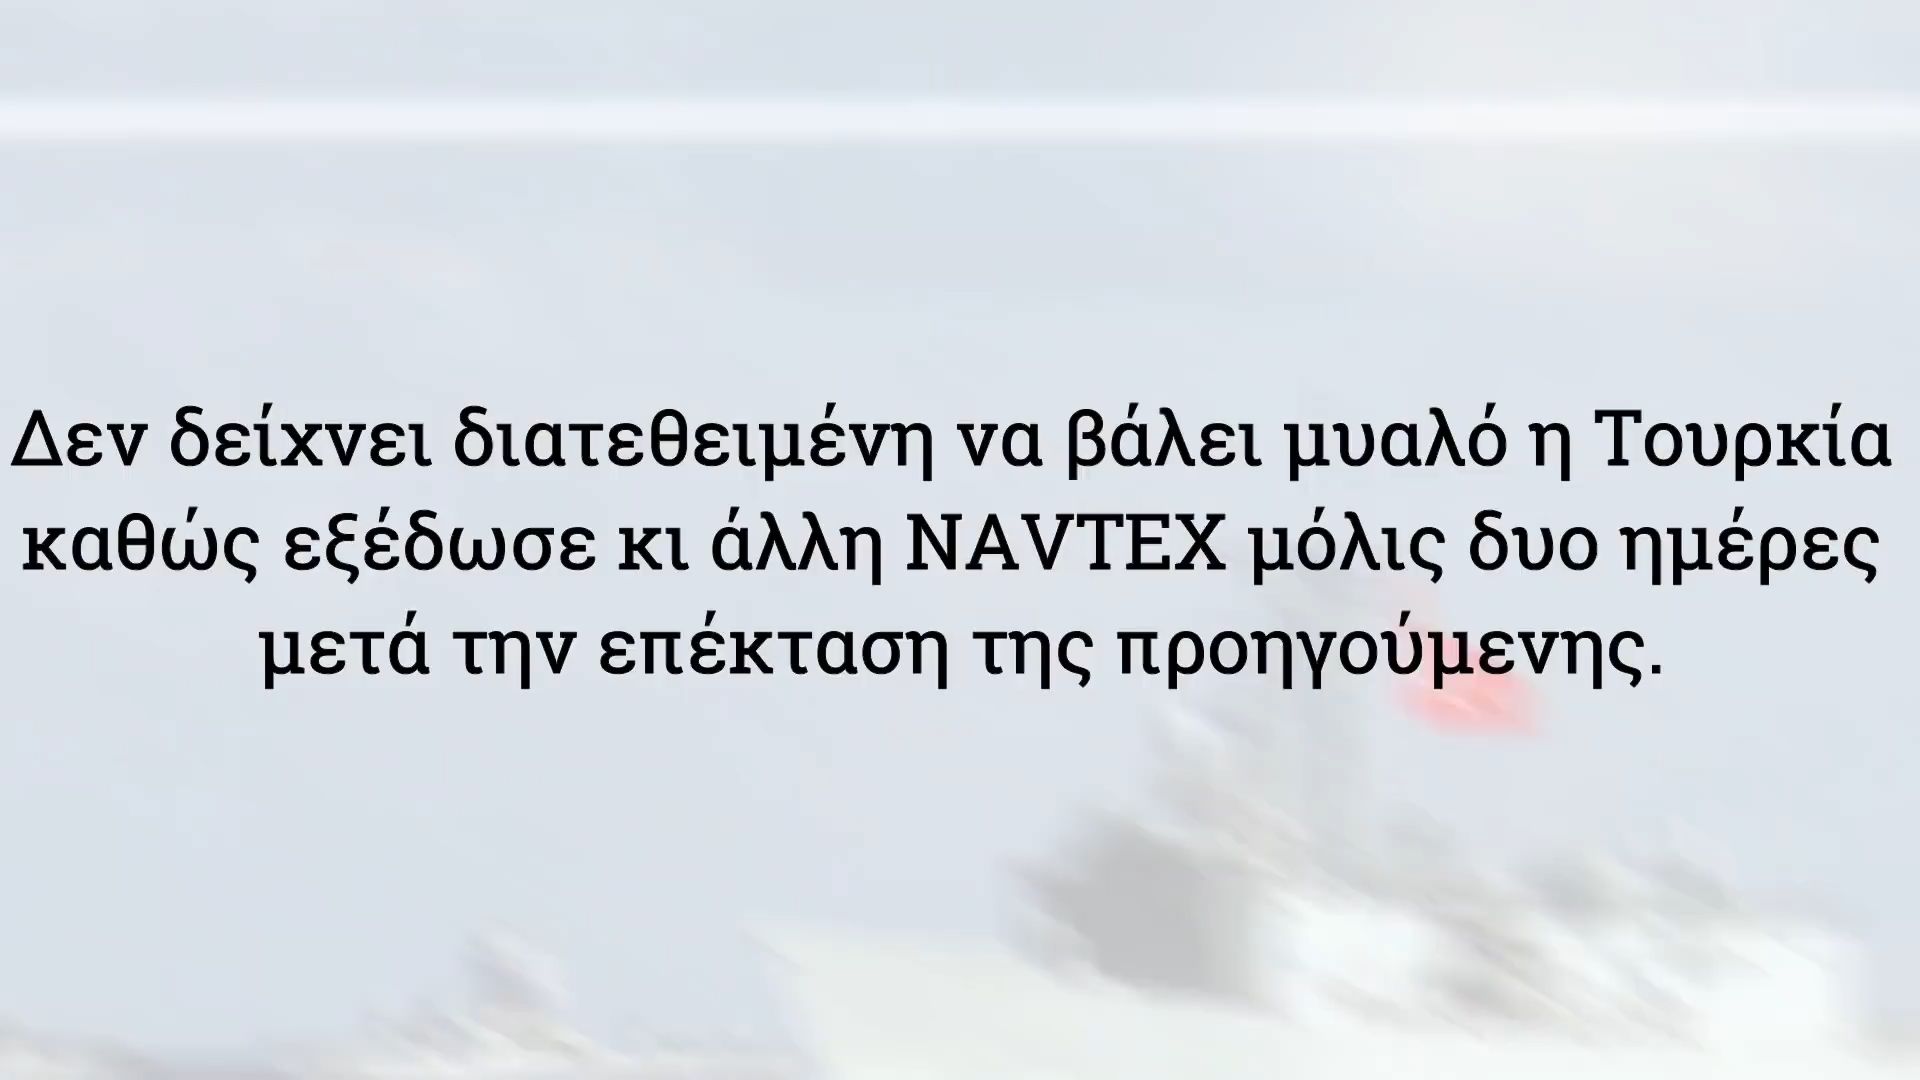 Δεν δείχνει διατεθειμένη να βάλει μυαλό η Τουρκία
καθώς εξέδωσε κι άλλη NAVTEX μόλις δυο ημέρες
μετά την επέκταση της προηγούμενης.